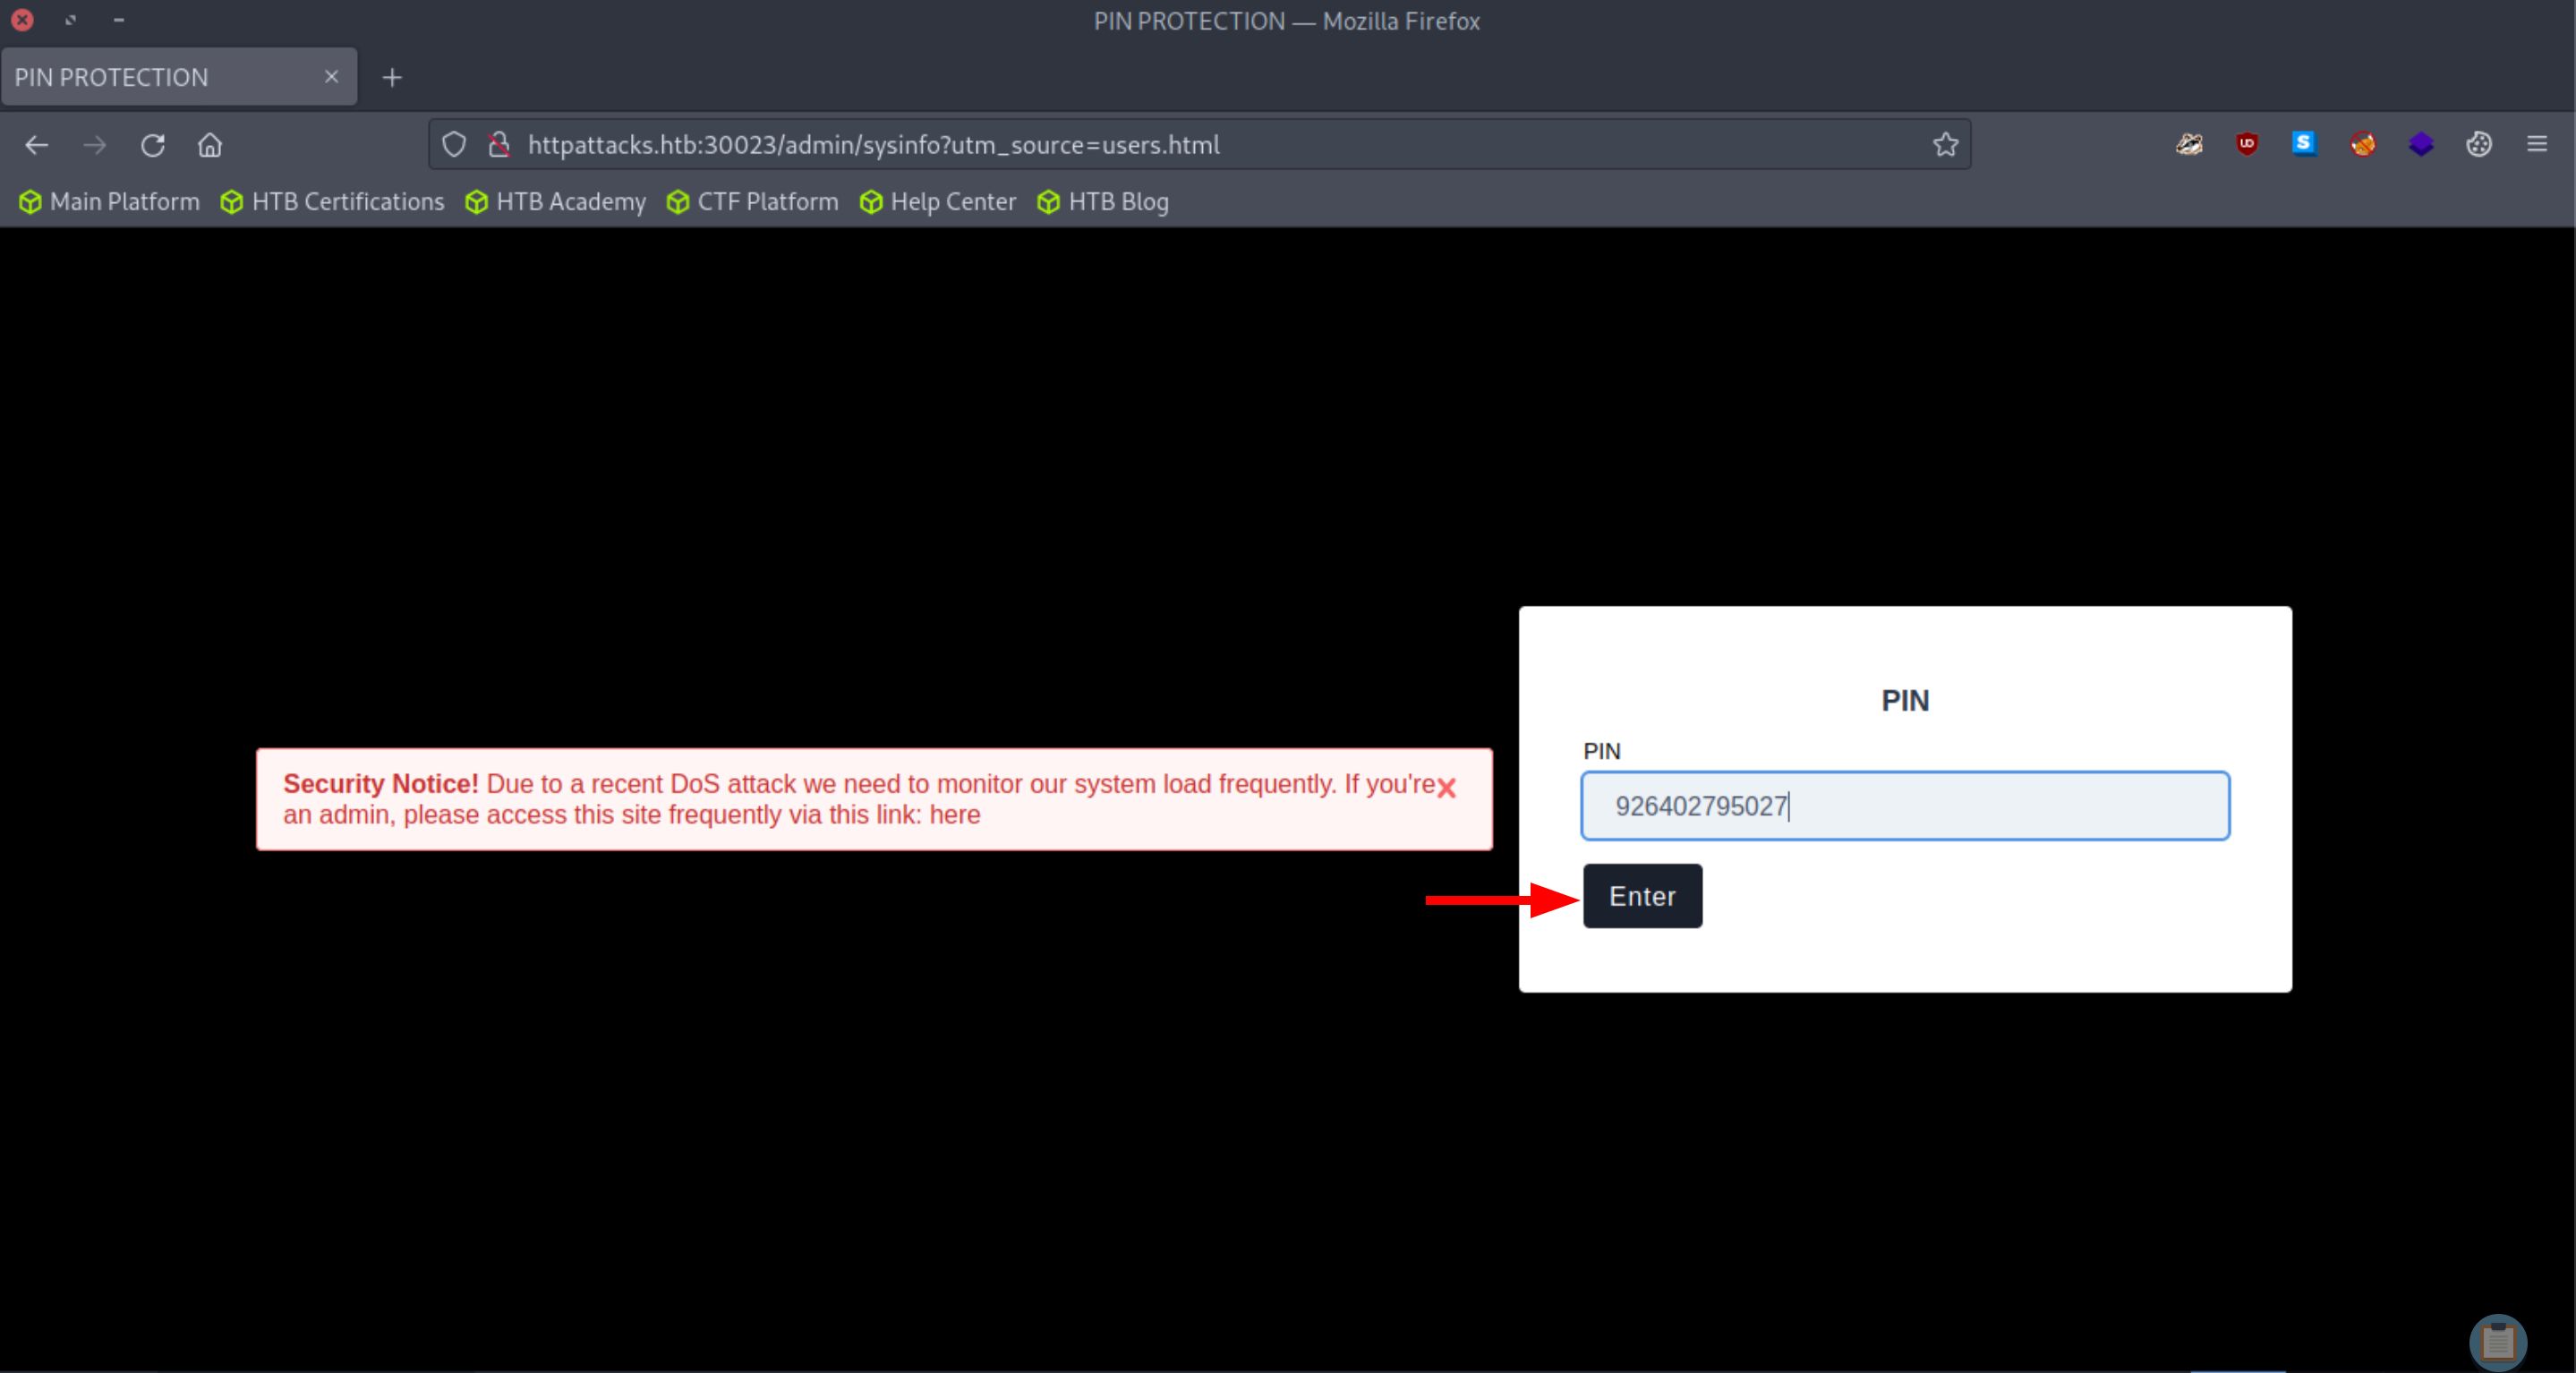 PIN PROTECTION — Mozilla Firefox
PIN PROTECTION
httpattacks.htb:30023/admin/sysinfo?utm_source=users.html
Main Platform HTB Certifications HTB Academy CTF Platform Help Center HTB Blog
PIN
PIN
Security Notice! Due to a recent DoS attack we need to monitor our system load frequently. If you're
an admin, please access this site frequently via this link: here
926402795027
Enter